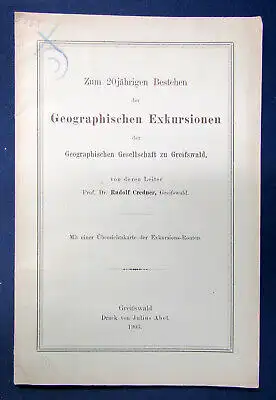 Zum 20jährigen Bestehen
der
Geographischen Exkursionen
der
Geographischen Gesellschaft zu Greifswald,
von deren Leiter
Prof. Dr. Rudolf Credner, Greifswald.
Mit einer Übersichtskarte der Exkursions-Routen.
Greifswald
Druck von Julius Abel.
1903.